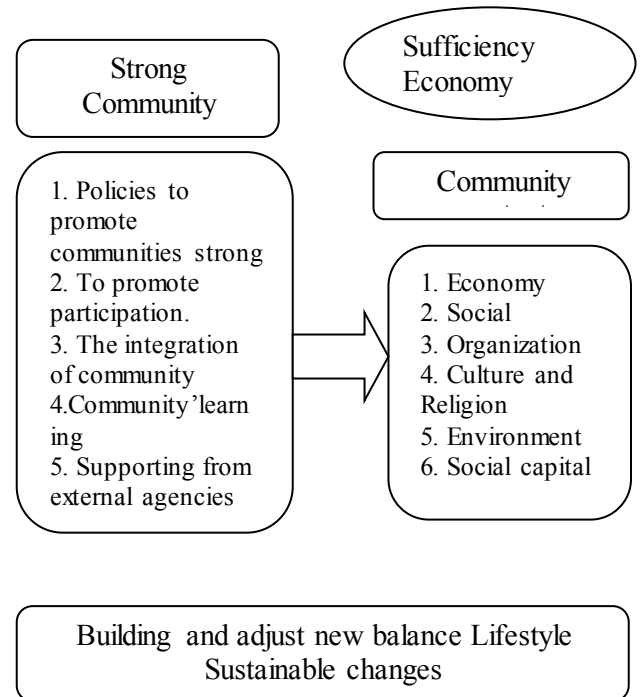 Strong
Community
Sufficiency
Economy
1. Policies to
promote
communities strong
2. To promote
participation.
3. The integration
of community
4.Community’learn
ing
5. Supporting from
external agencies
Community
1. Economy
2. Social
3. Organization
4. Culture and
Religion
5. Environment
6. Social capital
Building and adjust new balance Lifestyle
Sustainable changes